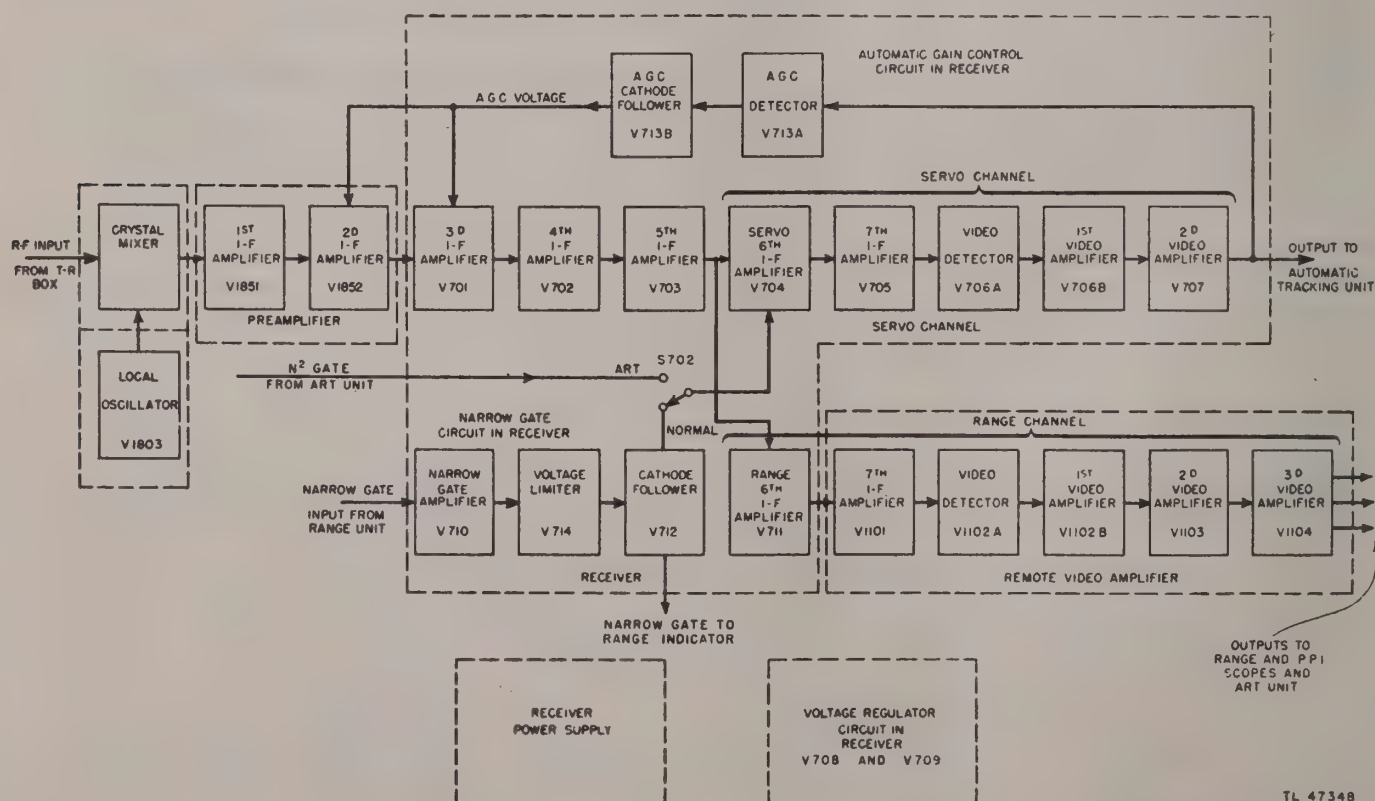 AUTOMATIC GAIN CONTROL
CIRCUIT IN RECEIVER
AGC
CATHODE
FOLLOWER
V713B
AGC
DETECTOR
V713A
AGC VOLTAGE
SERVO CHANNEL
R-F INPUT
FROM T-R
BOX
CRYSTAL
MIXER
1ST
I-F
AMPLIFIER
V1851
2D
I-F
AMPLIFIER
V1852
PREAMPLIFIER
3D
I-F
AMPLIFIER
V701
4TH
I-F
AMPLIFIER
V702
5TH
I-F
AMPLIFIER
V703
SERVO
6TH
I-F
AMPLIFIER
V704
7TH
I-F
AMPLIFIER
V705
VIDEO
DETECTOR
V706A
1ST
VIDEO
AMPLIFIER
V706B
2D
VIDEO
AMPLIFIER
V707
OUTPUT TO
AUTOMATIC
TRACKING UNIT
SERVO CHANNEL
LOCAL
OSCILLATOR
V1803
N² GATE
FROM ART UNIT
ART
S702
NORMAL
NARROW GATE
CIRCUIT IN RECEIVER
RANGE CHANNEL
NARROW GATE
INPUT FROM
RANGE UNIT
NARROW
GATE
AMPLIFIER
V710
VOLTAGE
LIMITER
V714
CATHODE
FOLLOWER
V712
RANGE
6TH
I-F
AMPLIFIER
V711
7TH
I-F
AMPLIFIER
V1101
VIDEO
DETECTOR
V1102A
1ST
VIDEO
AMPLIFIER
V1102B
2D
VIDEO
AMPLIFIER
V1103
3D
VIDEO
AMPLIFIER
V1104
RECEIVER
REMOTE VIDEO AMPLIFIER
NARROW GATE TO
RANGE INDICATOR
OUTPUTS TO
RANGE AND PPI
SCOPES AND
ART UNIT
RECEIVER
POWER SUPPLY
VOLTAGE REGULATOR
CIRCUIT IN
RECEIVER
V708 AND V709
TL 47348